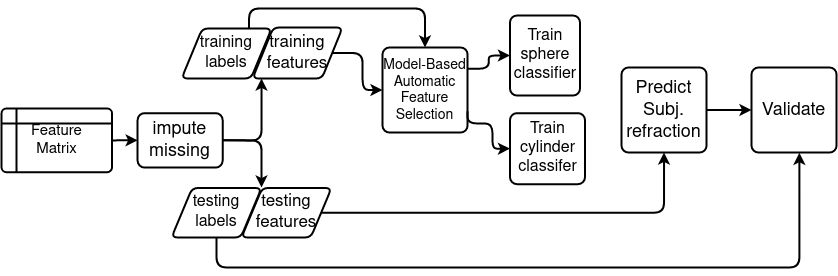 training
labels
training
features
Model-Based
Automatic
Feature
Selection
Train
sphere
classifier
Train
cylinder
classifer
Predict
Subj.
refraction
Validate
Feature
Matrix
impute
missing
testing
labels
testing
features